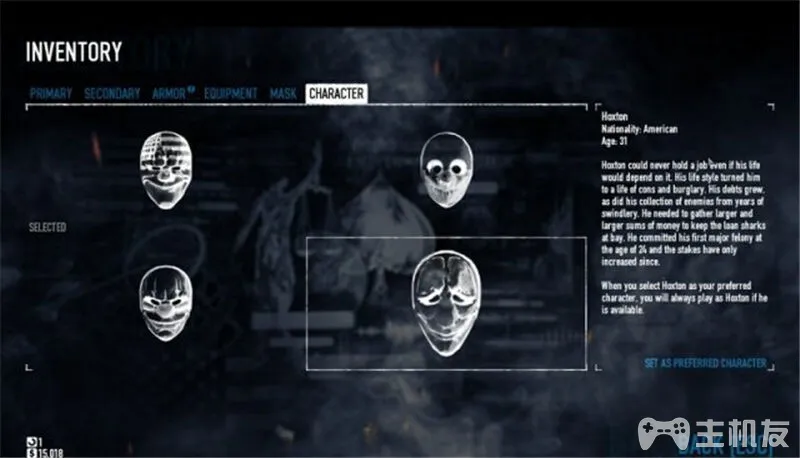 INVENTORY
PRIMARY SECONDARY ARMOR EQUIPMENT MASK CHARACTER
Hoxton
Nationality: American
Age: 31
Hoxton could never hold a job even if his life
would depend on it. His life style turned him
to a life of cons and burglary. His debts grew,
as did his collection of enemies from years of
swindlery. He needed to gather larger and
larger sums of money to keep the loan sharks
at bay. He committed his first major felony at
the age of 24 and the stakes have only
increased since.
When you select Hoxton as your preferred
character, you will always play as Hoxton if he
is available.
SELECTED
SET AS PREFERRED CHARACTER
1
$15.018
BACK (ESC)
主机友